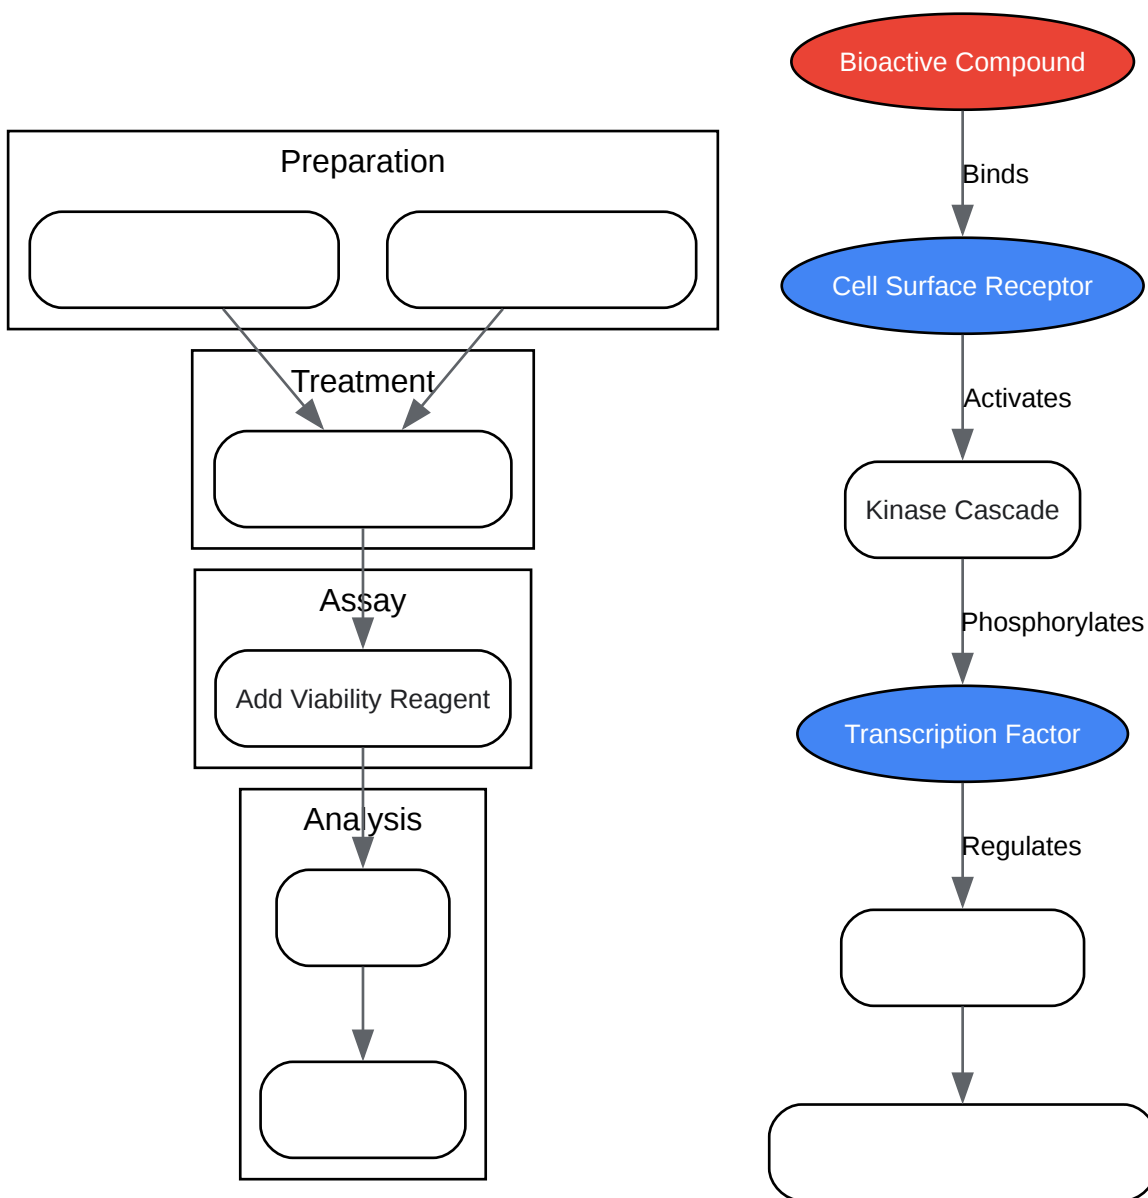 Preparation
Treatment
Assay
Add Viability Reagent
Analysis
Bioactive Compound
Binds
Cell Surface Receptor
Activates
Kinase Cascade
Phosphorylates
Transcription Factor
Regulates